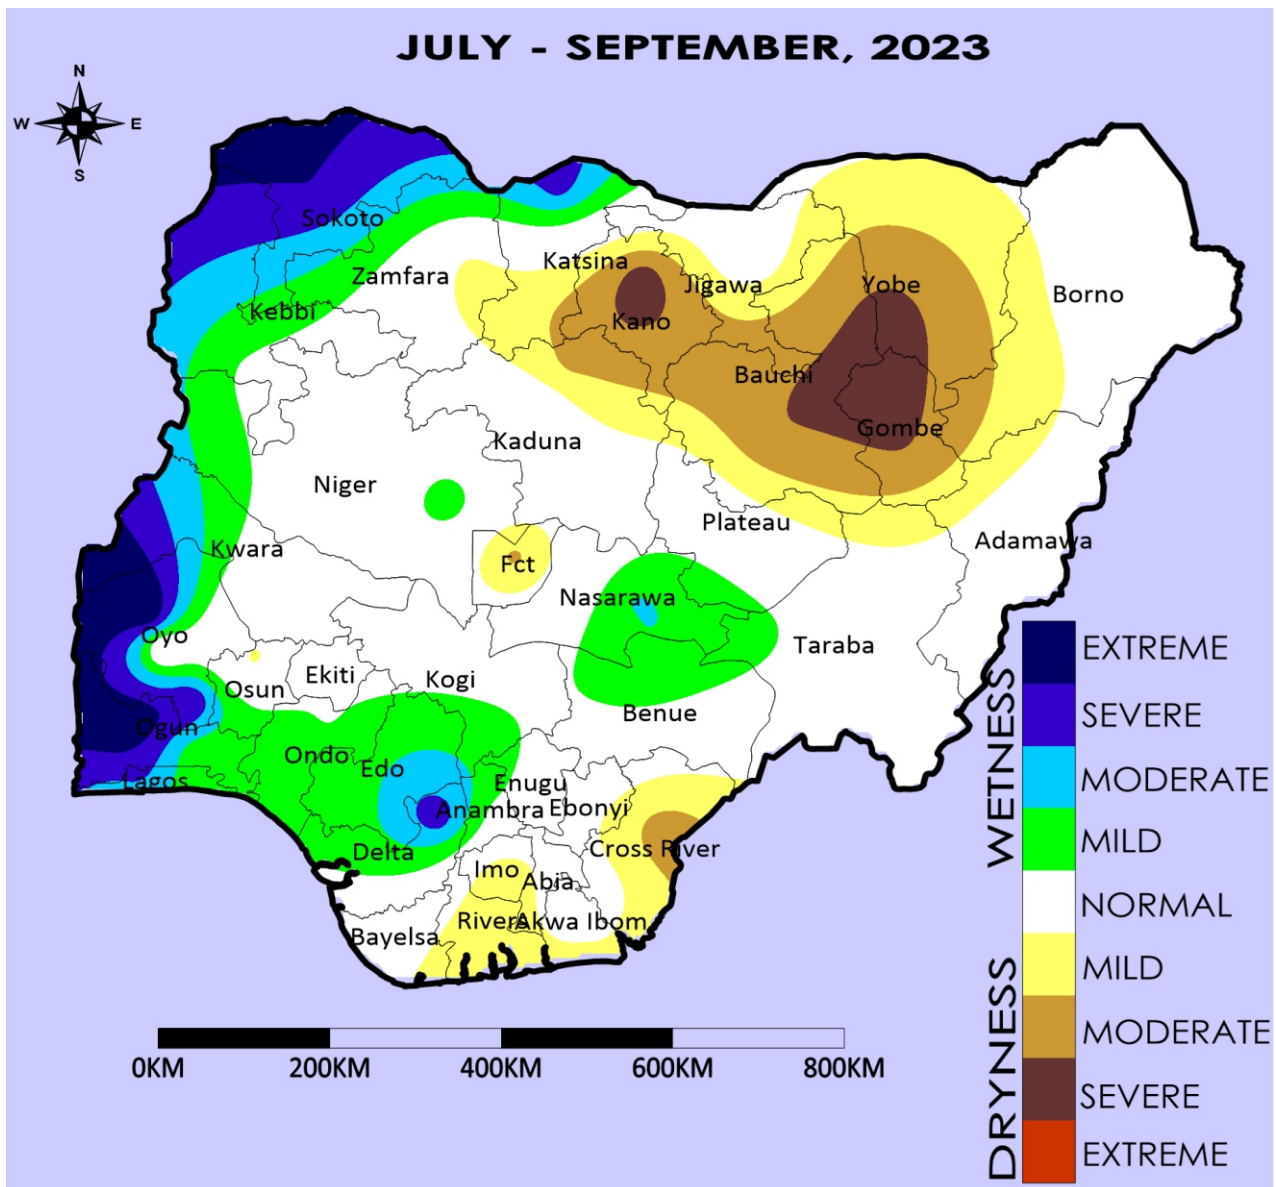 JULY - SEPTEMBER, 2023
N
W E
S
Sokoto
Katsina
Zamfara
Jigawa
Yobe
Borno
Kebbi
Kano
Bauchi
Gombe
Kaduna
Niger
Plateau
Adamawa
Kwara
Fct
Nasarawa
Oyo
Taraba
Ekiti
Kogi
Osun
Benue
Ogun
Ondo
Edo
Enugu
Lagos
Anambra
Ebonyi
Delta
Cross River
Imo
Abia
Rivers
Akwa Ibom
Bayelsa
WETNESS
EXTREME
SEVERE
MODERATE
MILD
NORMAL
DRYNESS
MILD
MODERATE
SEVERE
EXTREME
0KM 200KM 400KM 600KM 800KM